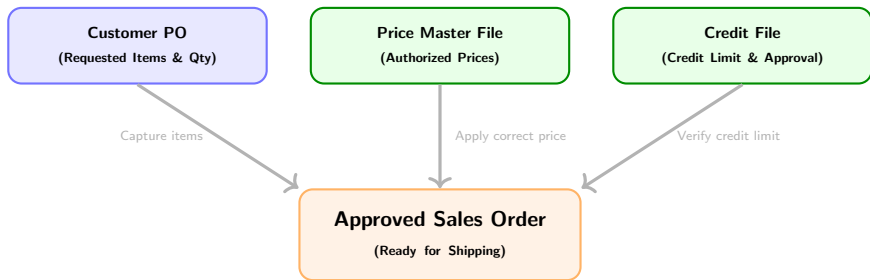 Customer PO
(Requested Items & Qty)
Price Master File
(Authorized Prices)
Credit File
(Credit Limit & Approval)
Capture items
Apply correct price
Verify credit limit
Approved Sales Order
(Ready for Shipping)